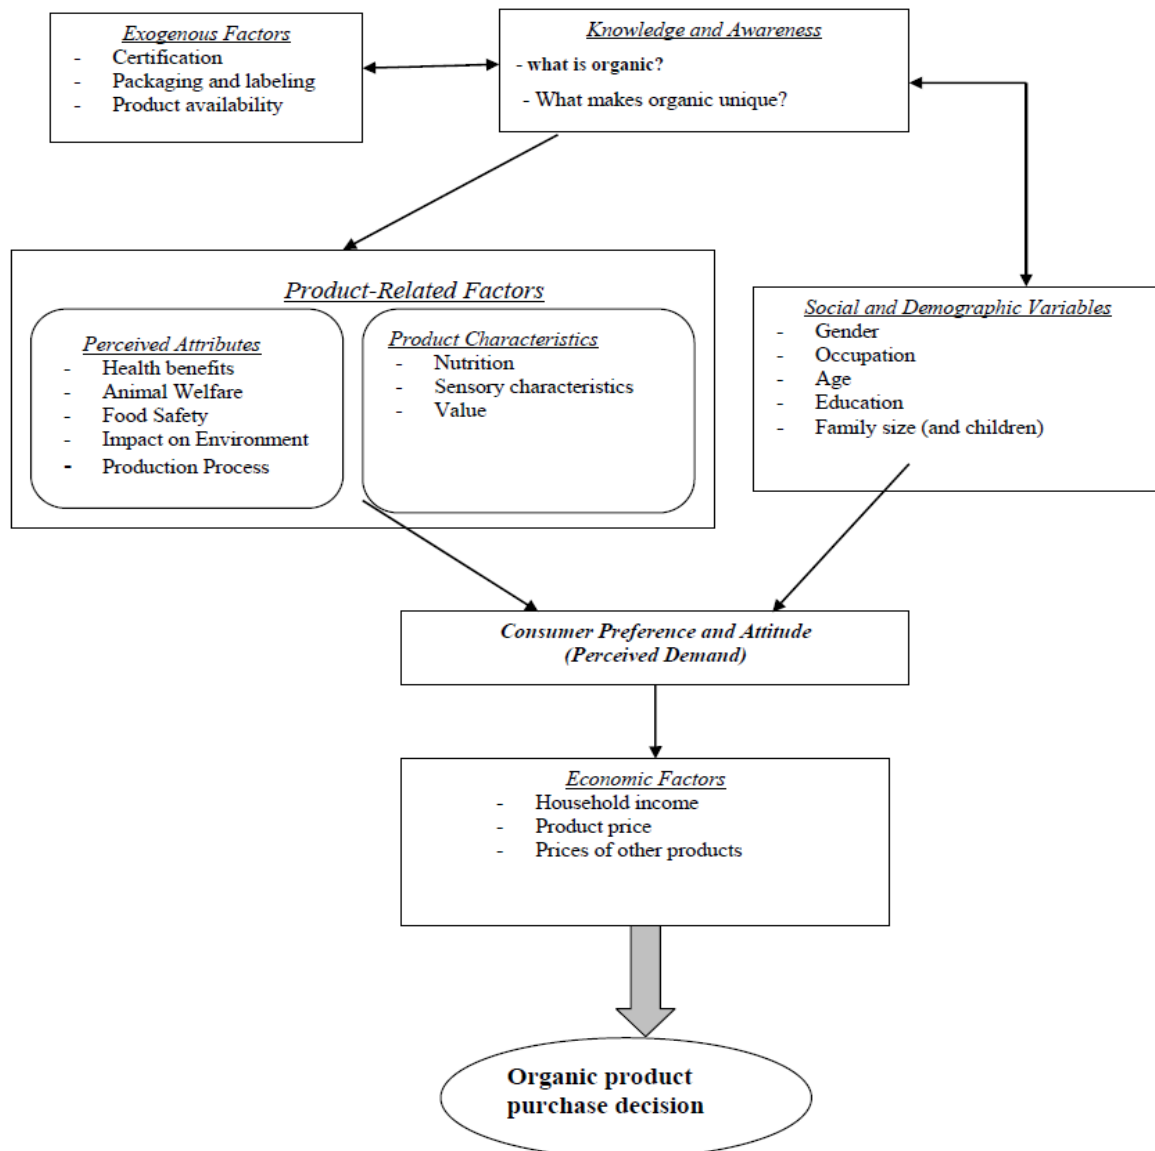 Exogenous Factors
- Certification
- Packaging and labeling
- Product availability
Knowledge and Awareness
- what is organic?
- What makes organic unique?
Product-Related Factors
Perceived Attributes
- Health benefits
- Animal Welfare
- Food Safety
- Impact on Environment
- Production Process
Product Characteristics
- Nutrition
- Sensory characteristics
- Value
Social and Demographic Variables
- Gender
- Occupation
- Age
- Education
- Family size (and children)
Consumer Preference and Attitude
(Perceived Demand)
Economic Factors
- Household income
- Product price
- Prices of other products
Organic product
purchase decision